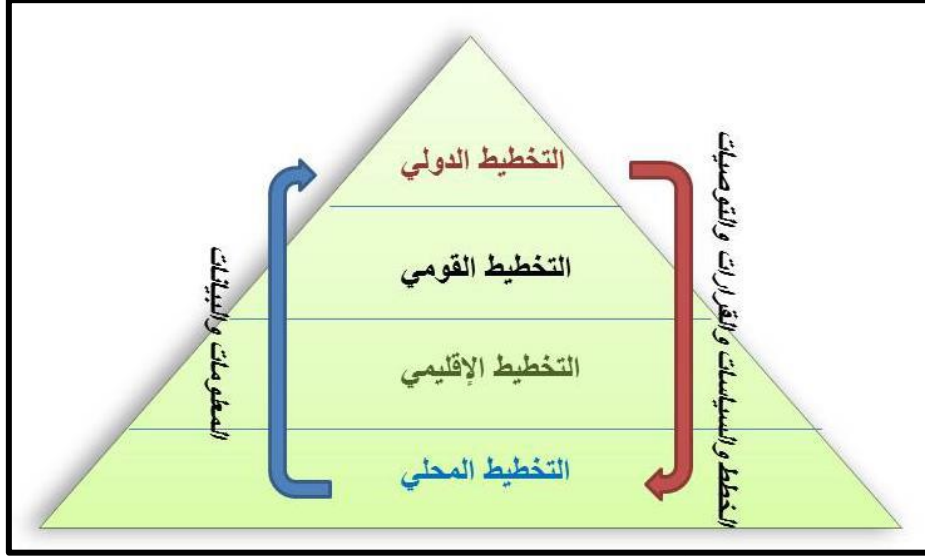 التخطيط الدولي
التخطيط القومي
التخطيط الإقليمي
التخطيط المحلي
الخطط والسياسات والقرارات والتوصيات
المعلومات والبيانات